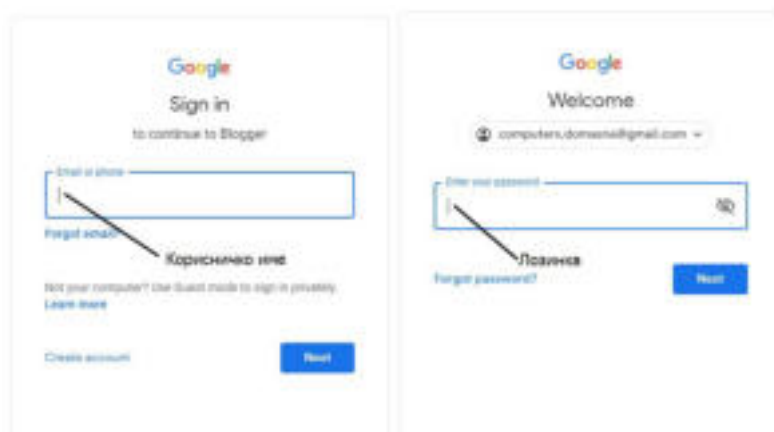 Google
Sign in
to continue to Blogger
Email or phone
Forgot email?
Корисничко име
Not your computer? Use Guest mode to sign in privately.
Learn more
Create account
Next
Google
Welcome
Enter your password
Лозинка
Forgot password?
Next